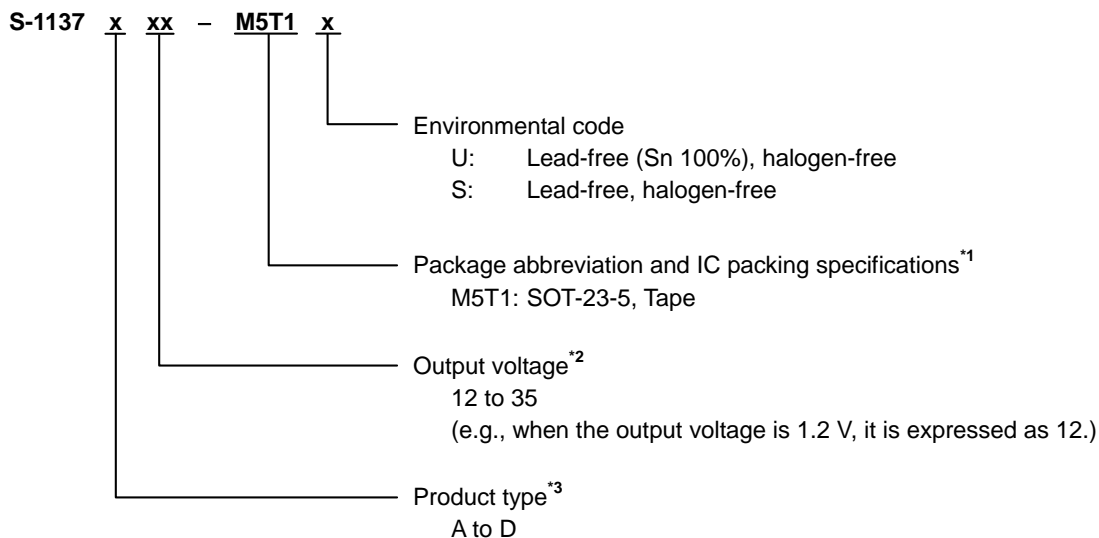 S-1137 x xx – M5T1 x
Environmental code
U: Lead-free (Sn 100%), halogen-free
S: Lead-free, halogen-free
Package abbreviation and IC packing specifications*1
M5T1: SOT-23-5, Tape
Output voltage*2
12 to 35
(e.g., when the output voltage is 1.2 V, it is expressed as 12.)
Product type*3
A to D